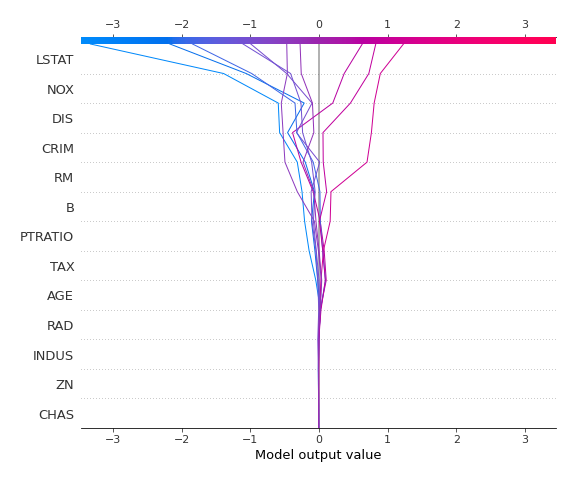 −3 −2 −1 0 1 2 3
LSTAT
NOX
DIS
CRIM
RM
B
PTRATIO
TAX
AGE
RAD
INDUS
ZN
CHAS
−3 −2 −1 0 1 2 3
Model output value